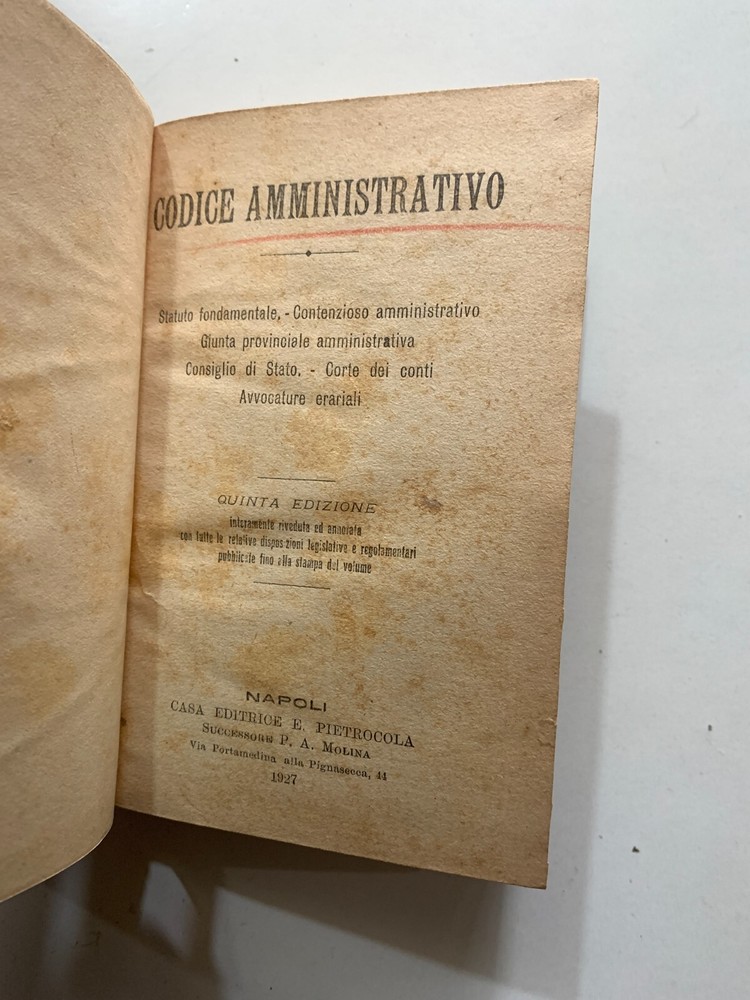 CODICE AMMINISTRATIVO
Statuto fondamentale, - Contenzioso amministrativo
Giunta provinciale amministrativa
Consiglio di Stato, - Corte dei conti
Avvocature erariali
QUINTA EDIZIONE
interamente riveduta ed annotata
con tutte le relative disposizioni legislative e regolamentari
pubblicate fino alla stampa del volume
NAPOLI
CASA EDITRICE E. PIETROCOLA
SUCCESSORE P. A. MOLINA
Via Portamedina alla Pignasecca, 44
1927